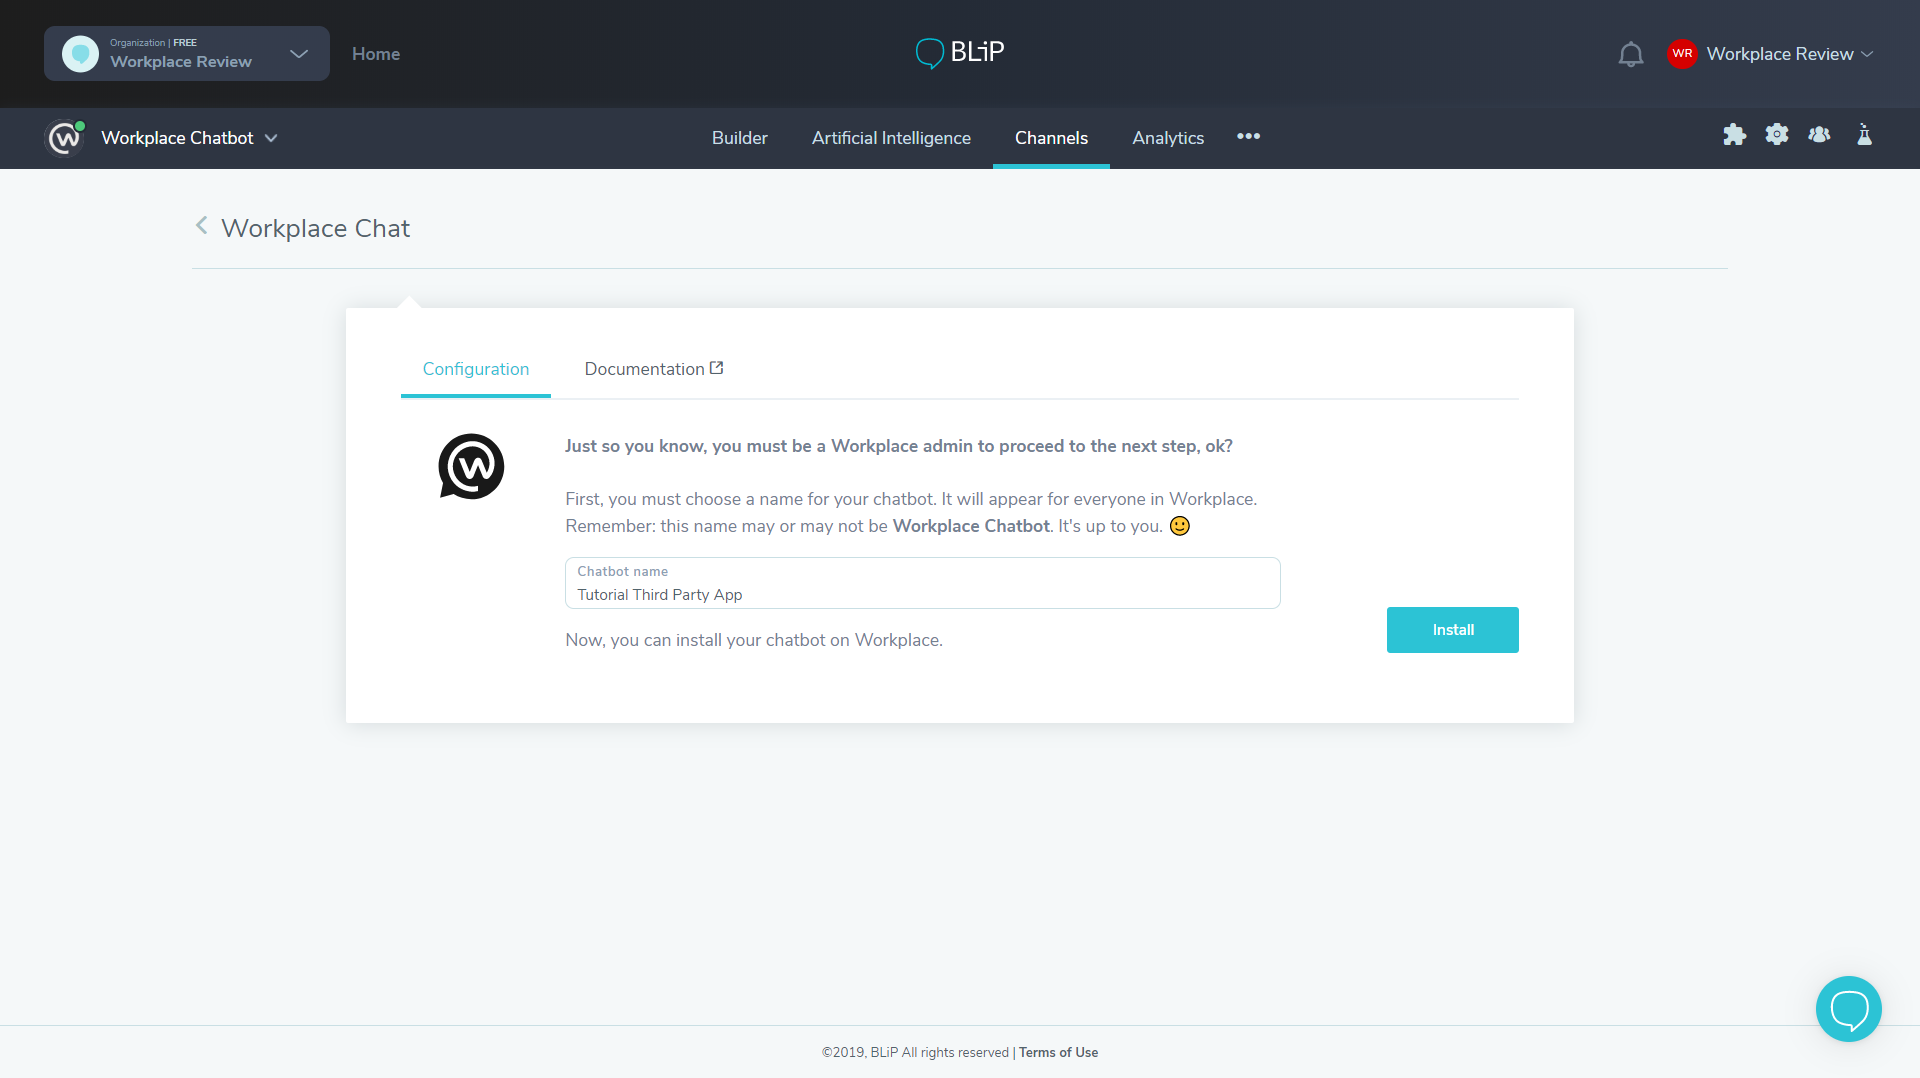 Organization | FREE
Workplace Review
Home
BLiP
WR
Workplace Review
Workplace Chatbot
Builder
Artificial Intelligence
Channels
Analytics
Workplace Chat
Configuration
Documentation
Just so you know, you must be a Workplace admin to proceed to the next step, ok?
First, you must choose a name for your chatbot. It will appear for everyone in Workplace.
Remember: this name may or may not be Workplace Chatbot. It's up to you. 🙂
Chatbot name
Tutorial Third Party App
Now, you can install your chatbot on Workplace.
Install
©2019, BLiP All rights reserved | Terms of Use